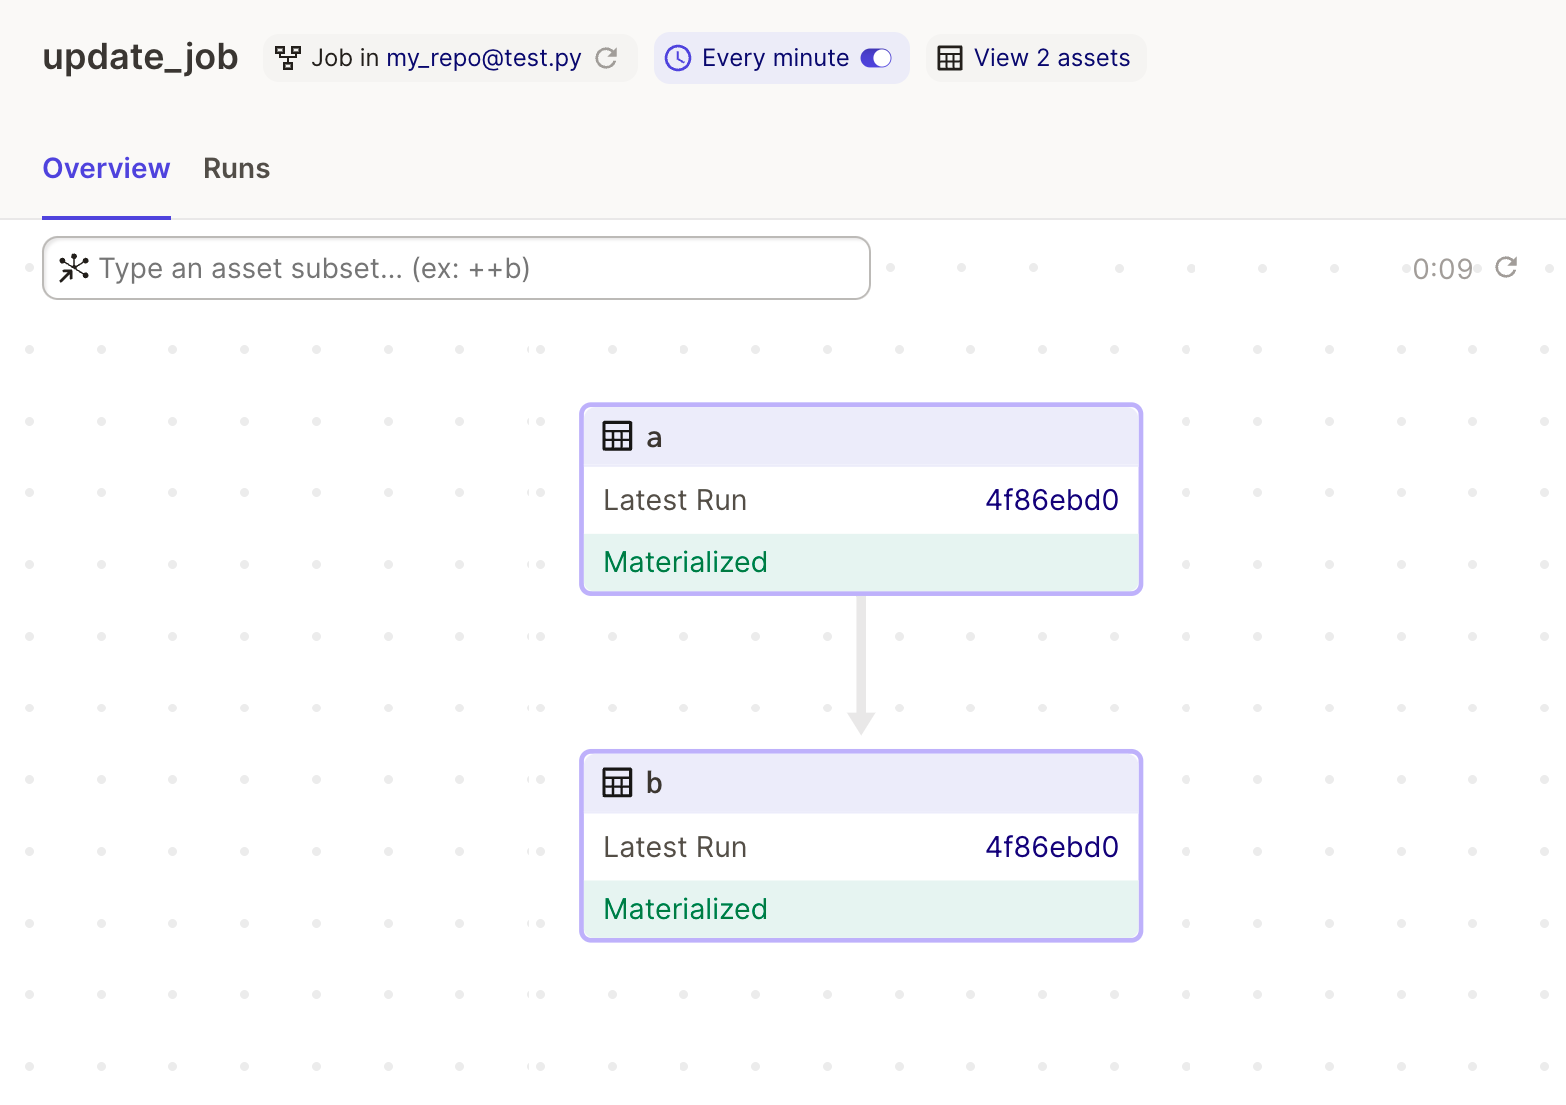 update_job Job in my_repo@test.py Every minute View 2 assets
Overview Runs
Type an asset subset... (ex: ++b) 0:09
a
Latest Run 4f86ebd0
Materialized
b
Latest Run 4f86ebd0
Materialized